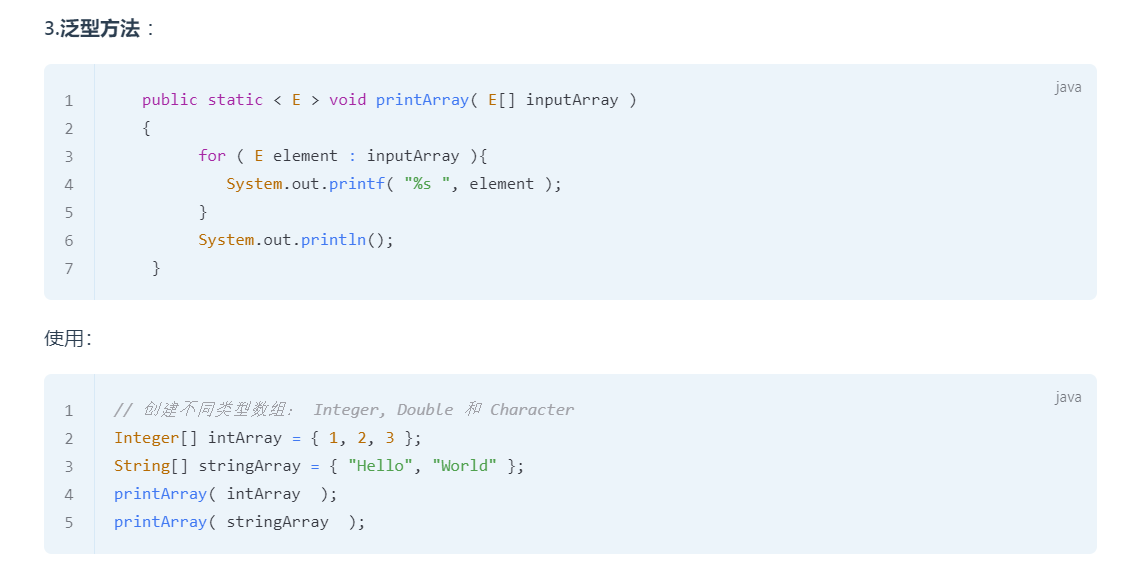 3.泛型方法：
java
1 public static < E > void printArray( E[] inputArray )
2 {
3 for ( E element : inputArray ){
4 System.out.printf( "%s ", element );
5 }
6 System.out.println();
7 }
使用：
java
1 // 创建不同类型数组： Integer, Double 和 Character
2 Integer[] intArray = { 1, 2, 3 };
3 String[] stringArray = { "Hello", "World" };
4 printArray( intArray  );
5 printArray( stringArray  );